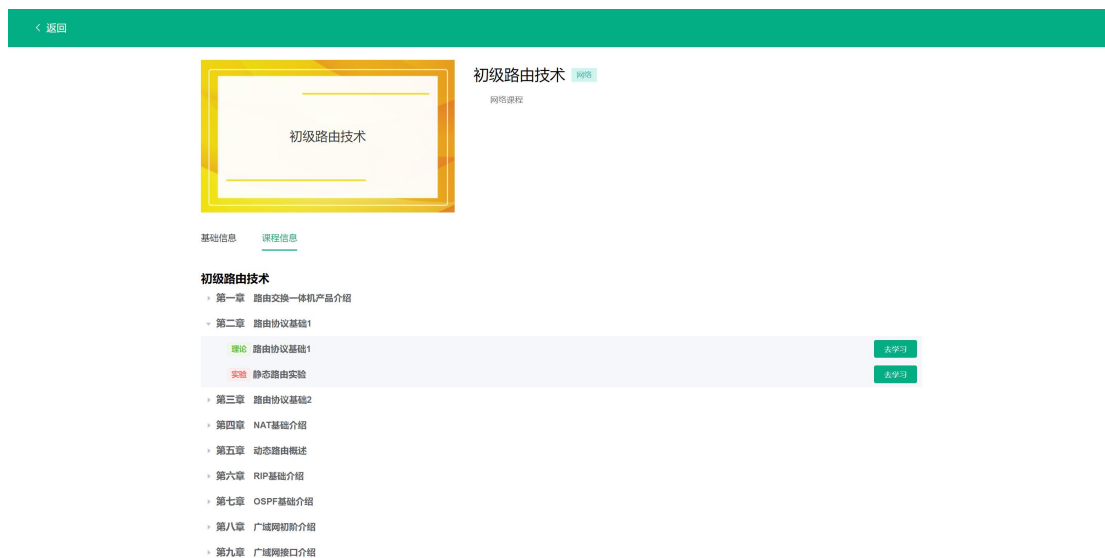 返回
初级路由技术 网络
网络课程
初级路由技术
基础信息 课程信息
初级路由技术
第一章 路由交换一体机产品介绍
第二章 路由协议基础1
理论 路由协议基础1 去学习
实验 静态路由实验 去学习
第三章 路由协议基础2
第四章 NAT基础介绍
第五章 动态路由概述
第六章 RIP基础介绍
第七章 OSPF基础介绍
第八章 广域网初阶介绍
第九章 广域网接口介绍